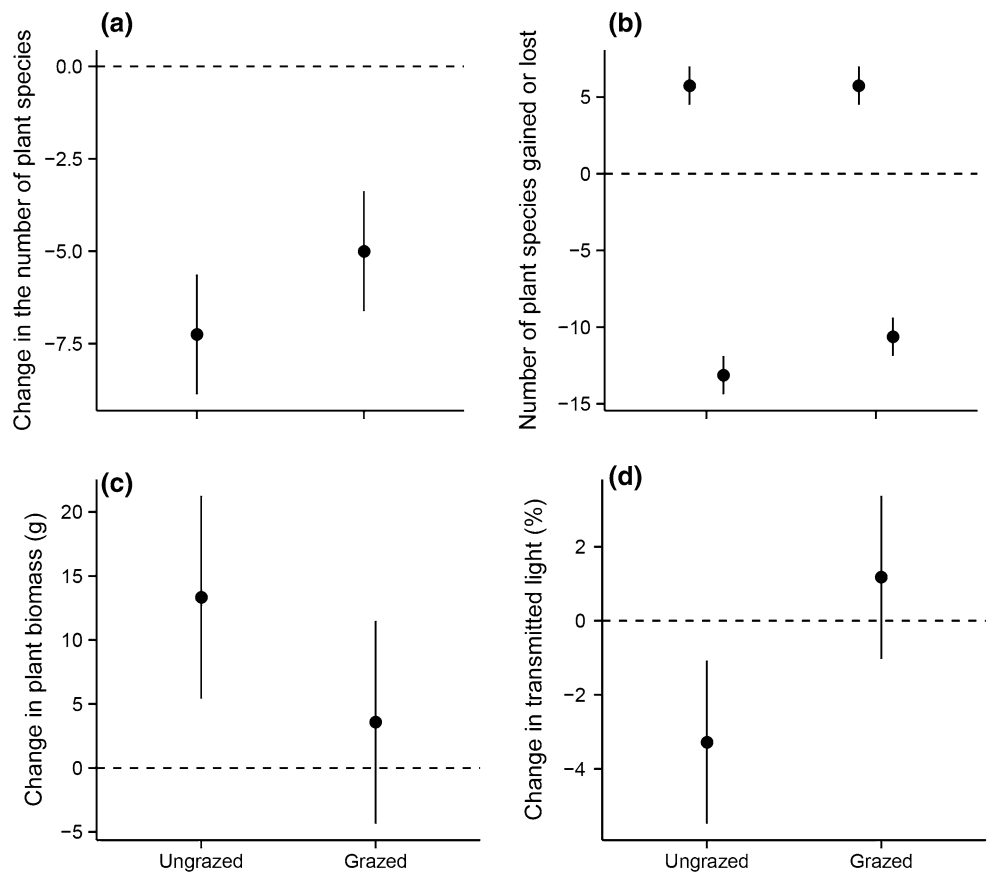 (a)
Change in the number of plant species
0.0
−2.5
−5.0
−7.5
(b)
Number of plant species gained or lost
5
0
−5
−10
−15
(c)
Change in plant biomass (g)
20
15
10
5
0
−5
Ungrazed
Grazed
(d)
Change in transmitted light (%)
2
0
−2
−4
Ungrazed
Grazed